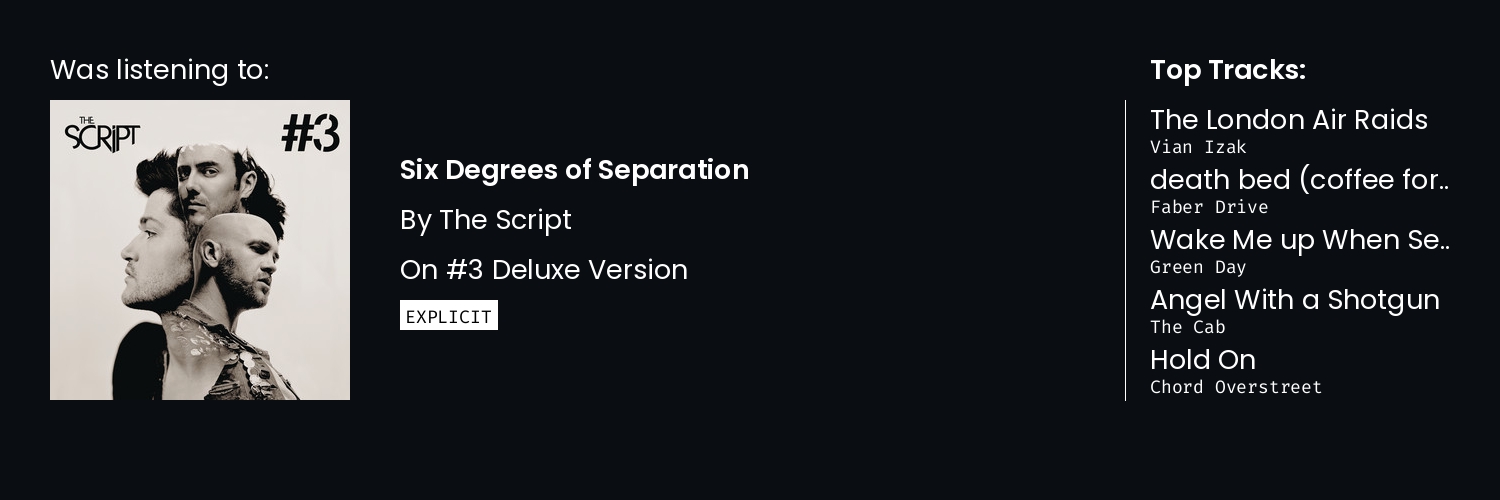 Was listening to:
THE
SCRIPT
#3
Six Degrees of Separation
By The Script
On #3 Deluxe Version
EXPLICIT
Top Tracks:
The London Air Raids
Vian Izak
death bed (coffee for..
Faber Drive
Wake Me up When Se..
Green Day
Angel With a Shotgun
The Cab
Hold On
Chord Overstreet